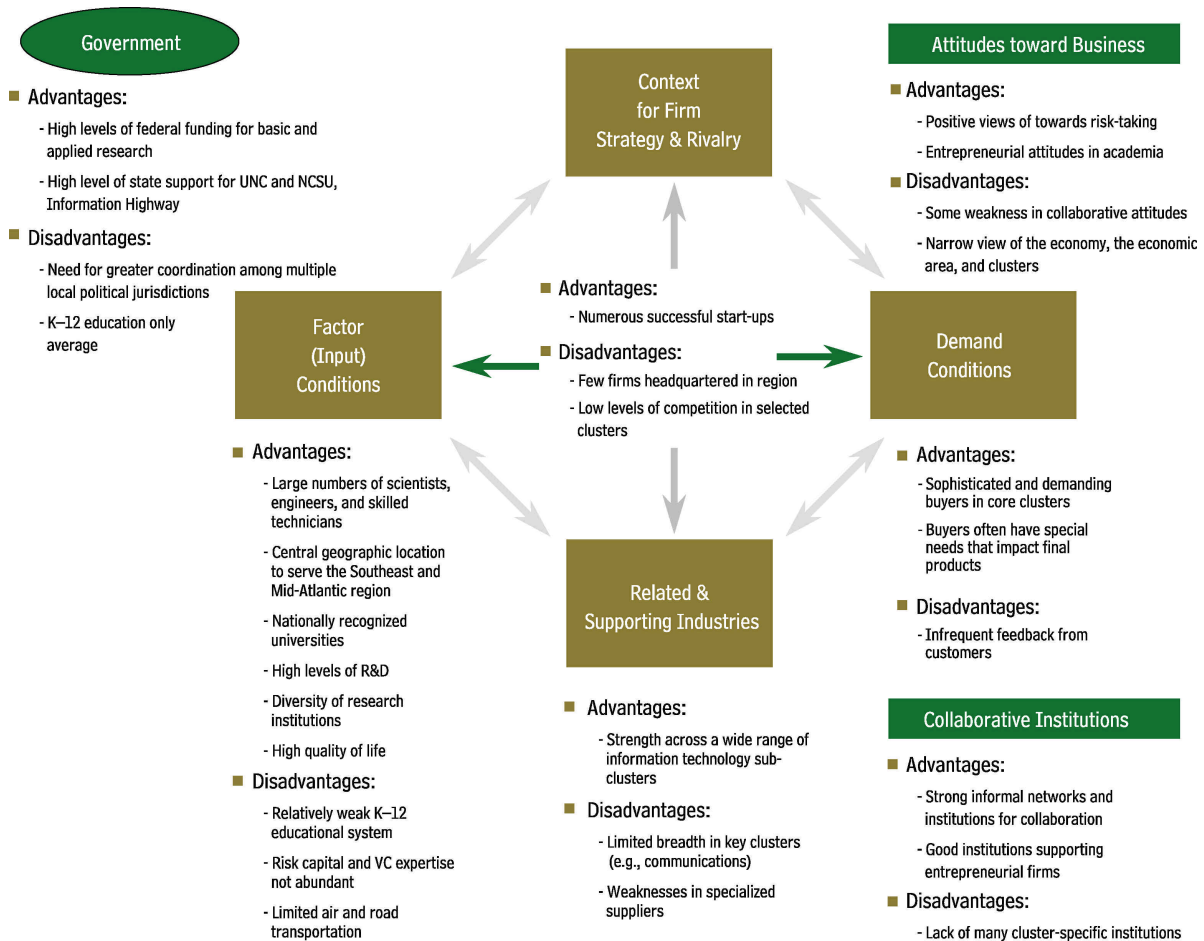 Government
■ Advantages:
- High levels of federal funding for basic and
applied research
- High level of state support for UNC and NCSU,
Information Highway
■ Disadvantages:
- Need for greater coordination among multiple
local political jurisdictions
- K–12 education only
average
Context
for Firm
Strategy & Rivalry
Attitudes toward Business
■ Advantages:
- Positive views of towards risk-taking
- Entrepreneurial attitudes in academia
■ Disadvantages:
- Some weakness in collaborative attitudes
- Narrow view of the economy, the economic
area, and clusters
■ Advantages:
- Numerous successful start-ups
■ Disadvantages:
- Few firms headquartered in region
- Low levels of competition in selected
clusters
Factor
(Input)
Conditions
■ Advantages:
- Large numbers of scientists,
engineers, and skilled
technicians
- Central geographic location
to serve the Southeast and
Mid-Atlantic region
- Nationally recognized
universities
- High levels of R&D
- Diversity of research
institutions
- High quality of life
■ Disadvantages:
- Relatively weak K–12
educational system
- Risk capital and VC expertise
not abundant
- Limited air and road
transportation
Related &
Supporting Industries
■ Advantages:
- Strength across a wide range of
information technology sub-
clusters
■ Disadvantages:
- Limited breadth in key clusters
(e.g., communications)
- Weaknesses in specialized
suppliers
Demand
Conditions
■ Advantages:
- Sophisticated and demanding
buyers in core clusters
- Buyers often have special
needs that impact final
products
■ Disadvantages:
- Infrequent feedback from
customers
Collaborative Institutions
■ Advantages:
- Strong informal networks and
institutions for collaboration
- Good institutions supporting
entrepreneurial firms
■ Disadvantages:
- Lack of many cluster-specific institutions